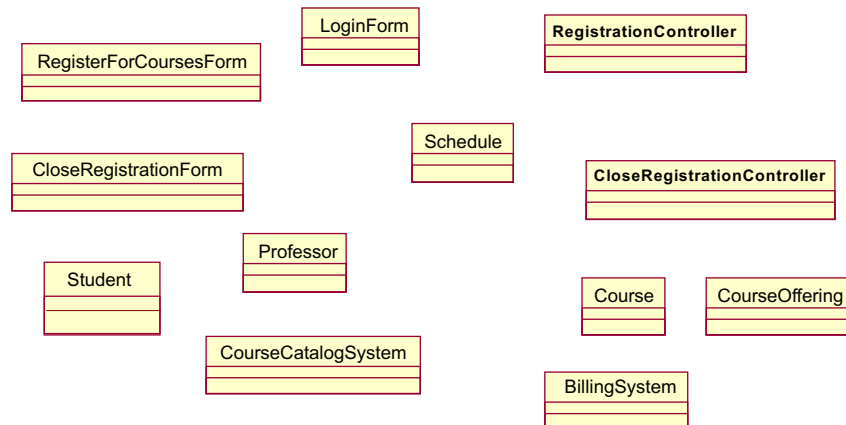 LoginForm
RegistrationController
RegisterForCoursesForm
Schedule
CloseRegistrationForm
CloseRegistrationController
Professor
Student
Course
CourseOffering
CourseCatalogSystem
BillingSystem